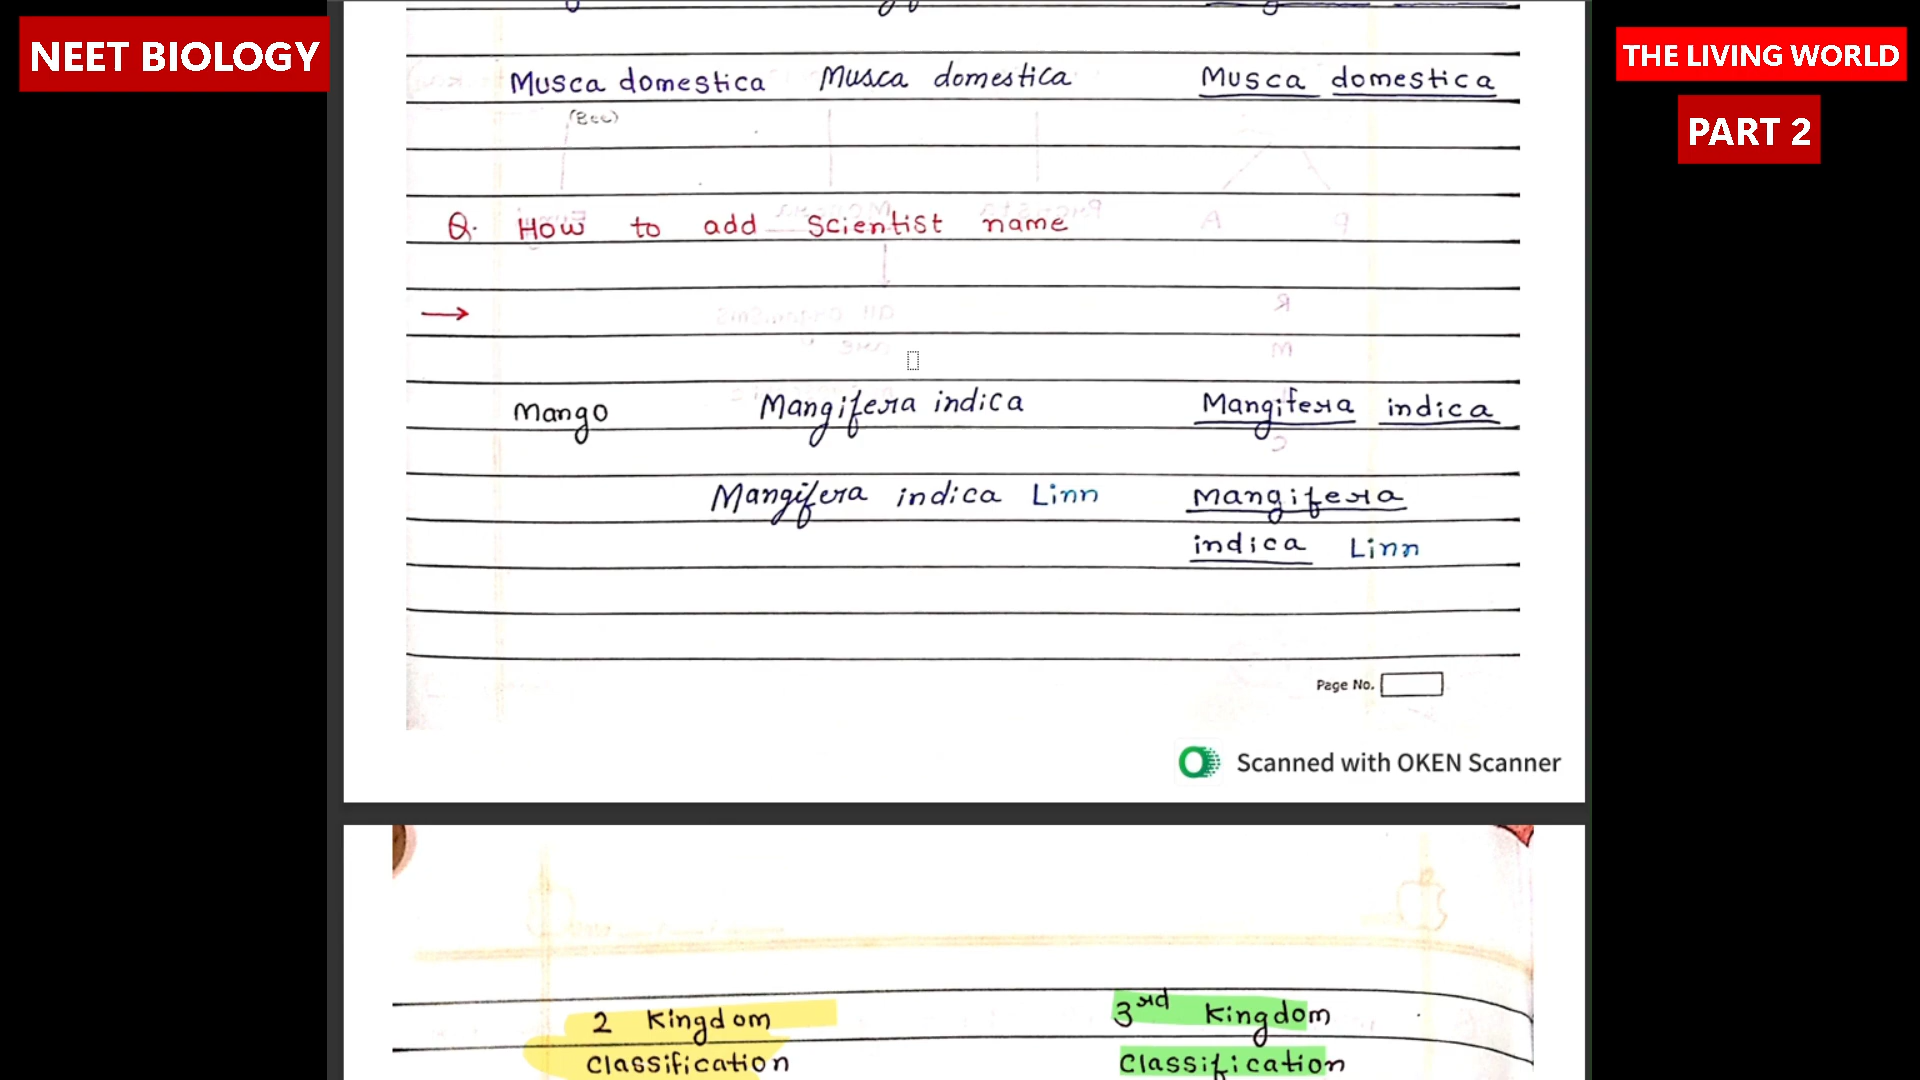 NEET BIOLOGY
THE LIVING WORLD
PART 2
Musca domestica Musca domestica Musca domestica
(Bee)
Q. How to add Scientist name
→
Mango Mangifera indica Mangifera indica
Mangifera indica Linn Mangifera
indica Linn
Page No.
Scanned with OKEN Scanner
2 Kingdom 3rd Kingdom
Classification Classification